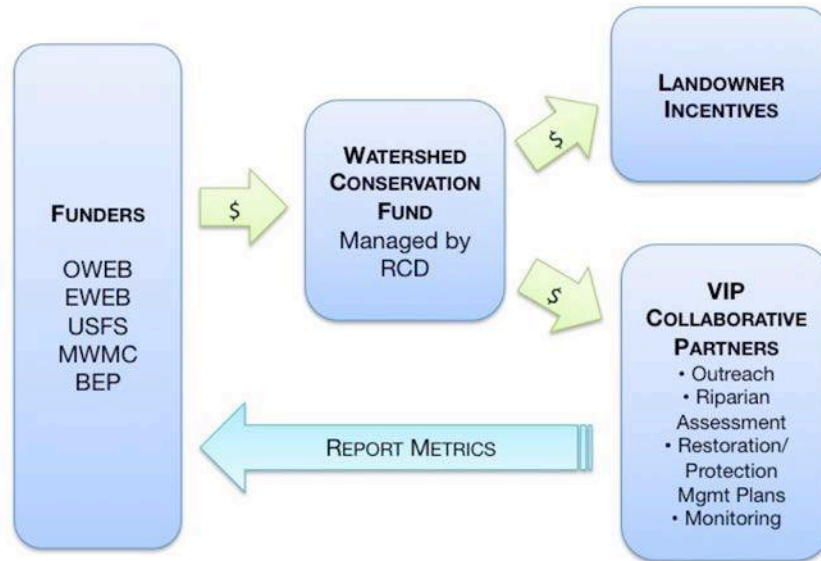 FUNDERS
OWEB
EWEB
USFS
MWMC
BEP
$
WATERSHED
CONSERVATION
FUND
Managed by
RCD
$
LANDOWNER
INCENTIVES
$
VIP
COLLABORATIVE
PARTNERS
• Outreach
• Riparian
Assessment
• Restoration/
Protection
Mgmt Plans
• Monitoring
REPORT METRICS